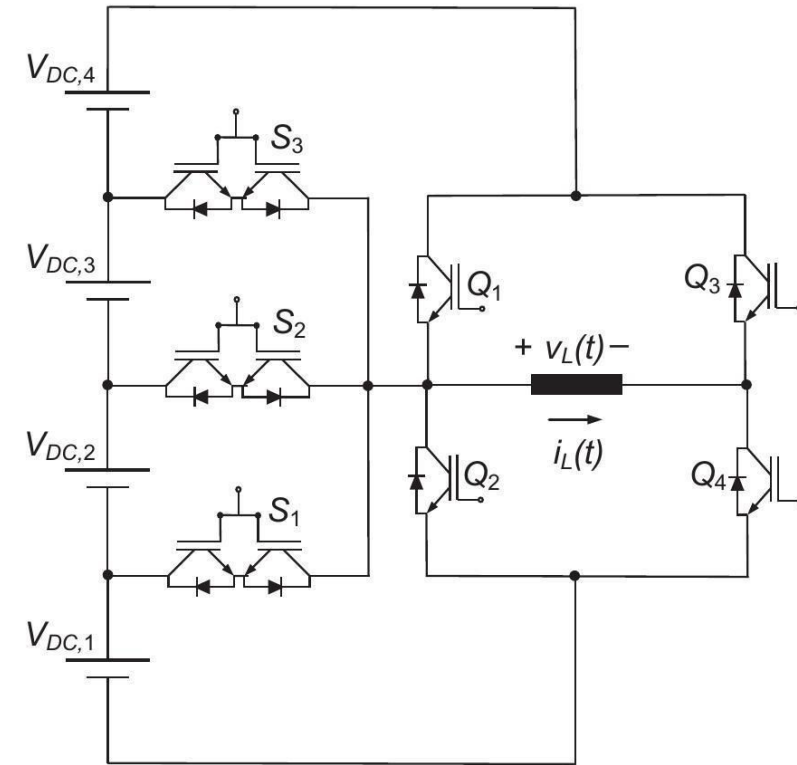 V_DC,4
S_3
V_DC,3
Q_1
Q_3
S_2
+ v_L(t) −
i_L(t)
V_DC,2
Q_2
Q_4
S_1
V_DC,1